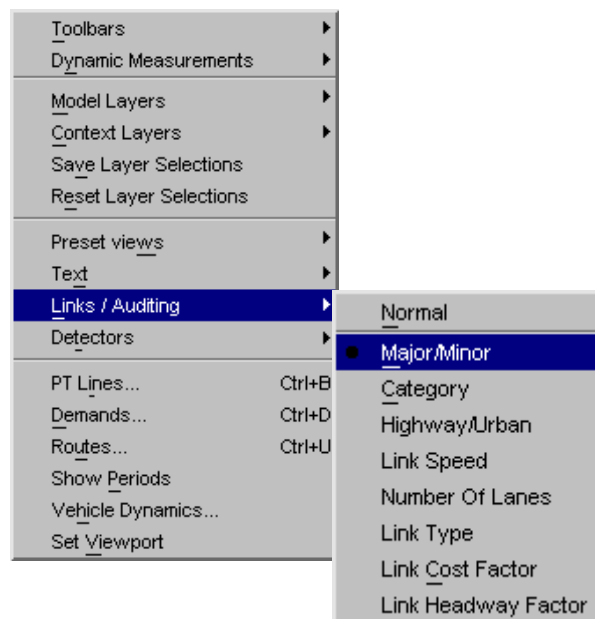 Toolbars
Dynamic Measurements
Model Layers
Context Layers
Save Layer Selections
Reset Layer Selections
Preset views
Text
Links / Auditing
Detectors
PT Lines... Ctrl+B
Demands... Ctrl+D
Routes... Ctrl+U
Show Periods
Vehicle Dynamics...
Set Viewport
Normal
Major/Minor
Category
Highway/Urban
Link Speed
Number Of Lanes
Link Type
Link Cost Factor
Link Headway Factor